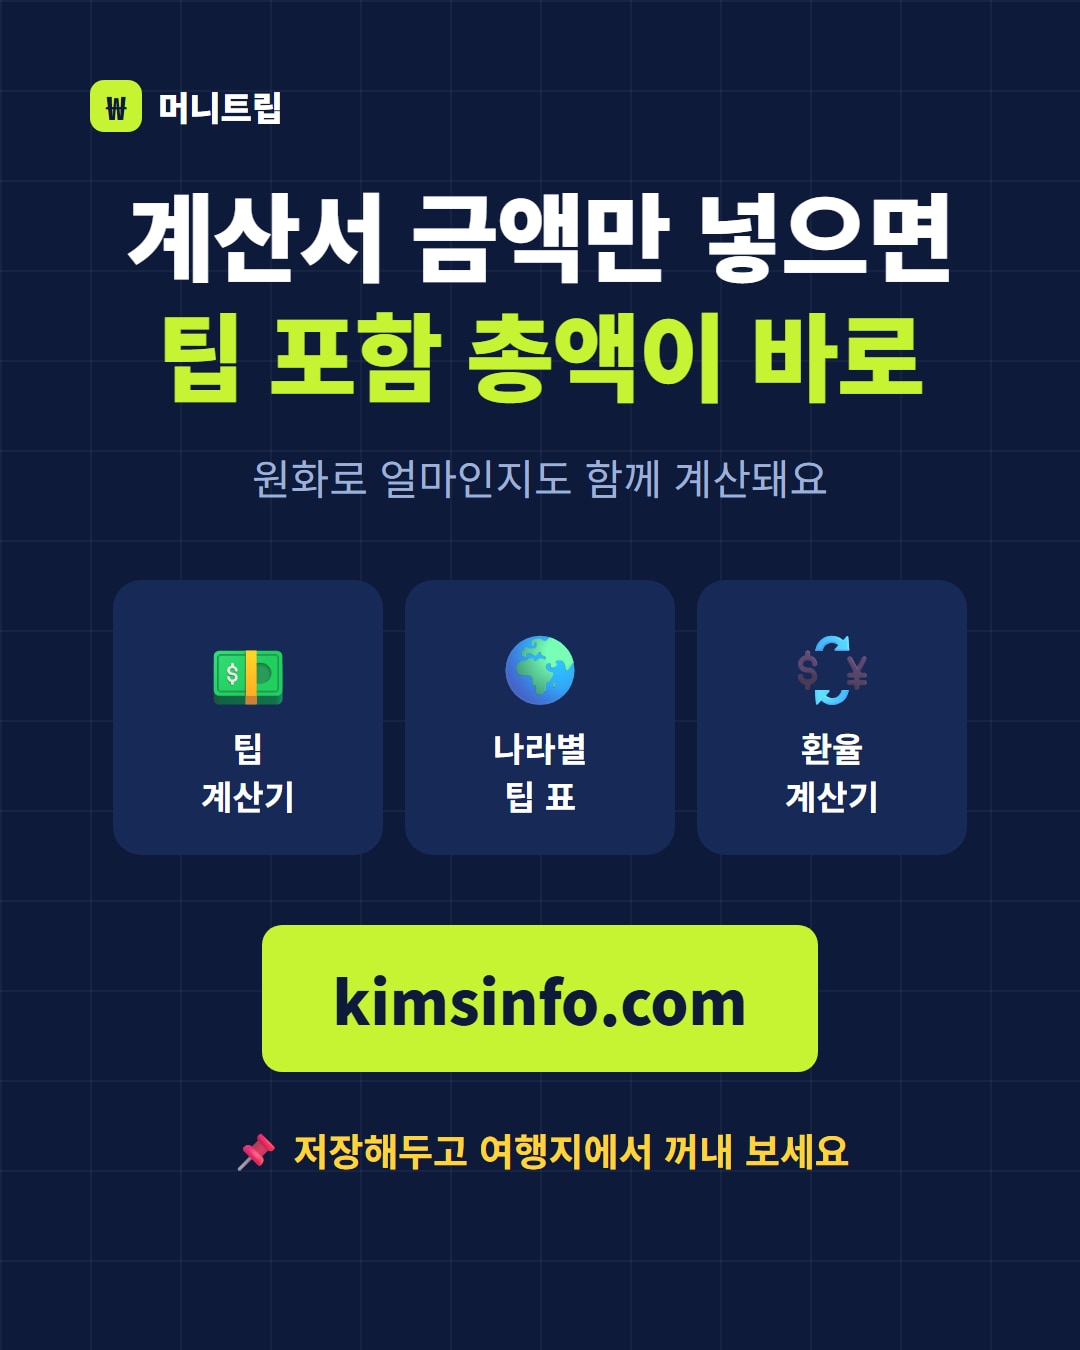 ₩ 머니트립
계산서 금액만 넣으면
팁 포함 총액이 바로
원화로 얼마인지도 함께 계산돼요
팁
계산기
나라별
팁 표
환율
계산기
kimsinfo.com
📌 저장해두고 여행지에서 꺼내 보세요